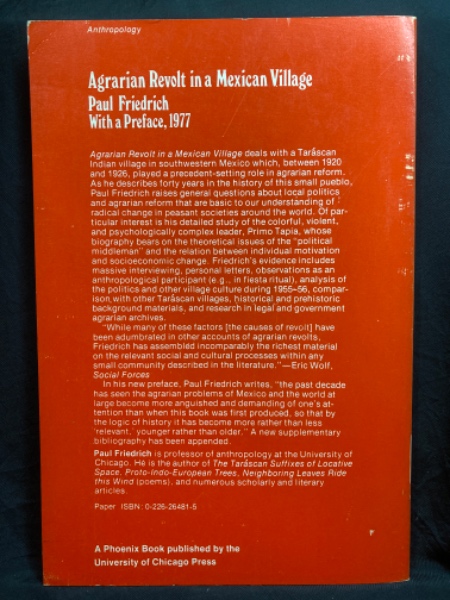 Anthropology
Agrarian Revolt in a Mexican Village
Paul Friedrich
With a Preface, 1977
Agrarian Revolt in a Mexican Village deals with a Taráscan
Indian village in southwestern Mexico which, between 1920
and 1926, played a precedent-setting role in agrarian reform.
As he describes forty years in the history of this small pueblo,
Paul Friedrich raises general questions about local politics
and agrarian reform that are basic to our understanding of
radical change in peasant societies around the world. Of par-
ticular interest is his detailed study of the colorful, violent,
and psychologically complex leader, Primo Tapia, whose
biography bears on the theoretical issues of the "political
middleman" and the relation between individual motivation
and socioeconomic change. Friedrich's evidence includes
massive interviewing, personal letters, observations as an
anthropological participant (e.g., in fiesta ritual), analysis of
the politics and other village culture during 1955–56, compar-
ison with other Taráscan villages, historical and prehistoric
background materials, and research in legal and government
agrarian archives.
"While many of these factors [the causes of revolt] have
been adumbrated in other accounts of agrarian revolts,
Friedrich has assembled incomparably the richest material
on the relevant social and cultural processes within any
small community described in the literature."—Eric Wolf,
Social Forces
In his new preface, Paul Friedrich writes, "the past decade
has seen the agrarian problems of Mexico and the world at
large become more anguished and demanding of one's at-
tention than when this book was first produced, so that by
the logic of history it has become more rather than less
'relevant,' younger rather than older." A new supplementary
bibliography has been appended.
Paul Friedrich is professor of anthropology at the University of
Chicago. He is the author of The Taráscan Suffixes of Locative
Space, Proto-Indo-European Trees, Neighboring Leaves Ride
this Wind (poems), and numerous scholarly and literary
articles.
Paper ISBN: 0-226-26481-5
A Phoenix Book published by the
University of Chicago Press